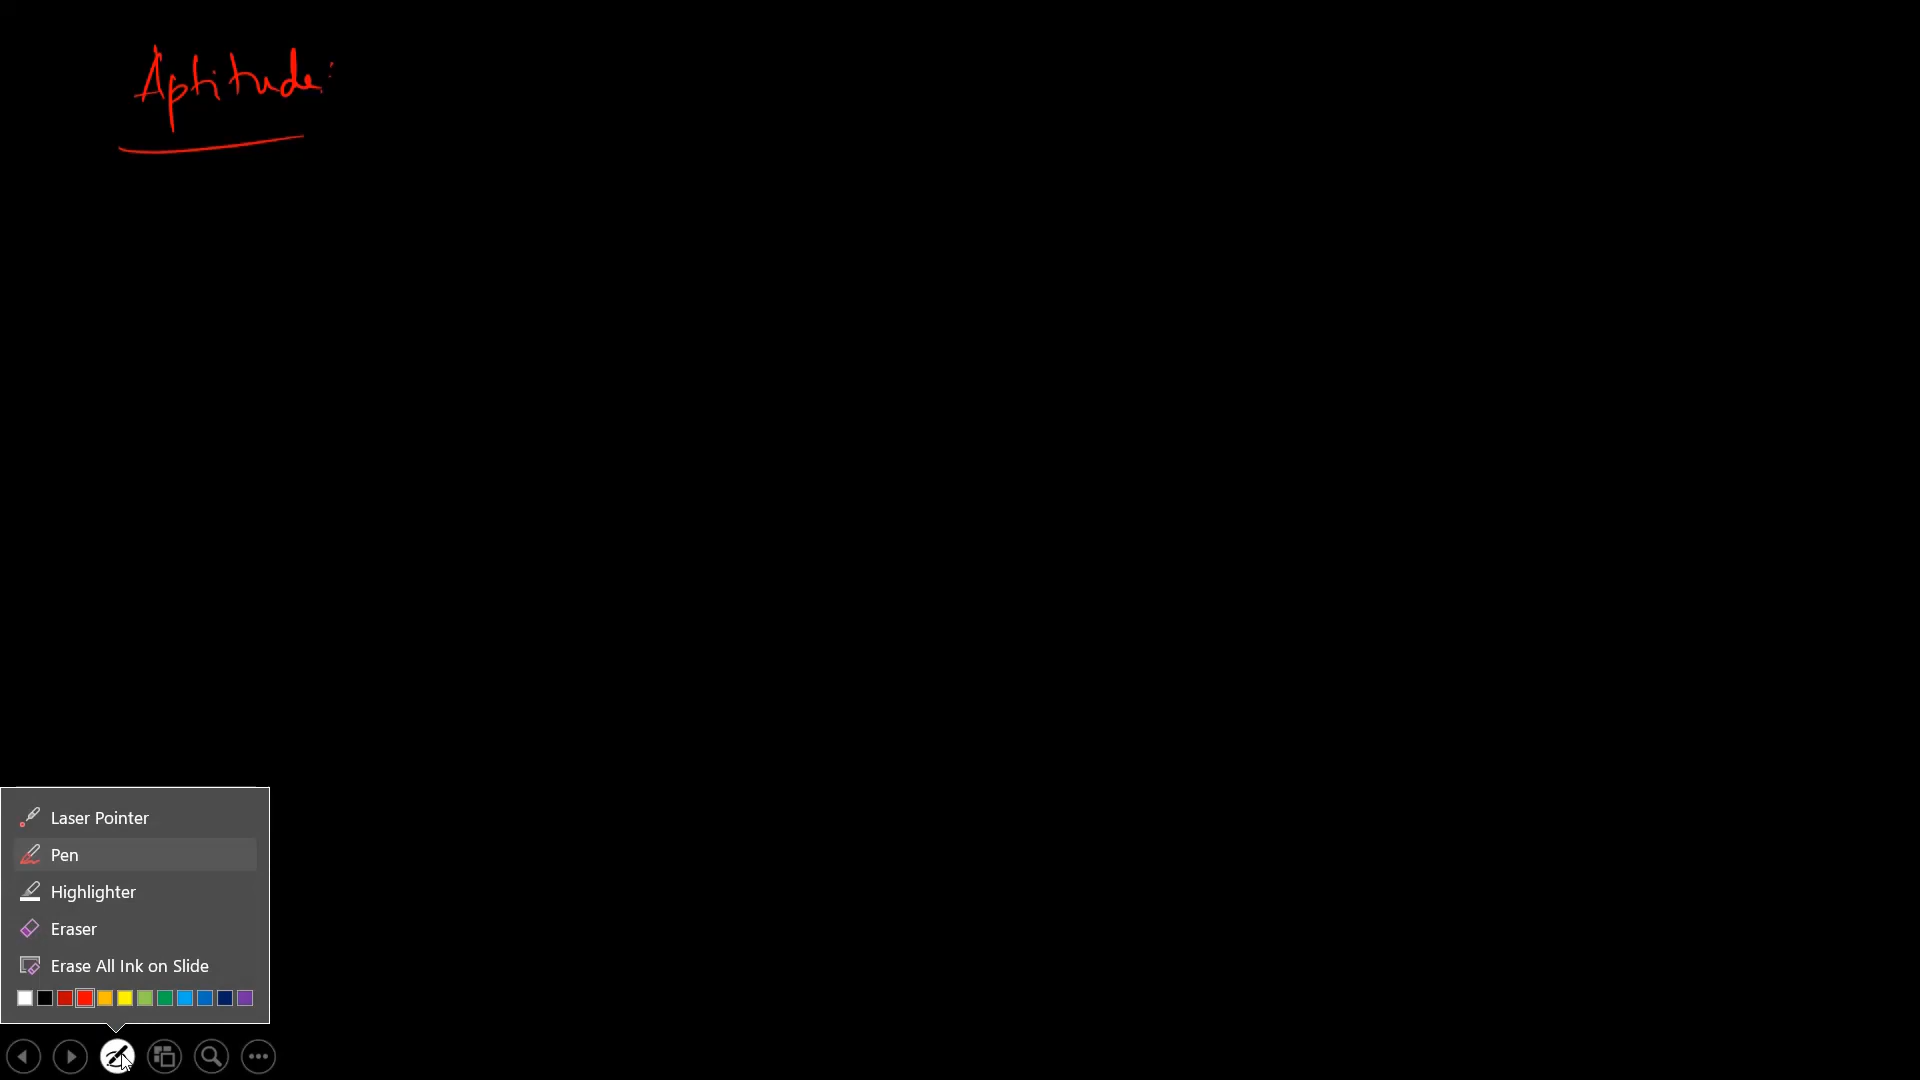 Aptitude:
Laser Pointer
Pen
Highlighter
Eraser
Erase All Ink on Slide